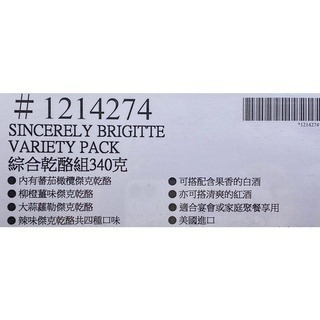 # 1214274
*1214274
SINCERELY BRIGITTE
VARIETY PACK
綜合乾酪組340克
●內有蕃茄橄欖傑克乾酪
●柳橙薑味傑克乾酪
●大蒜蘿勒傑克乾酪
●辣味傑克乾酪共四種口味
●可搭配含果香的白酒
●亦可搭清爽的紅酒
●適合宴會或家庭聚餐享用
●美國進口